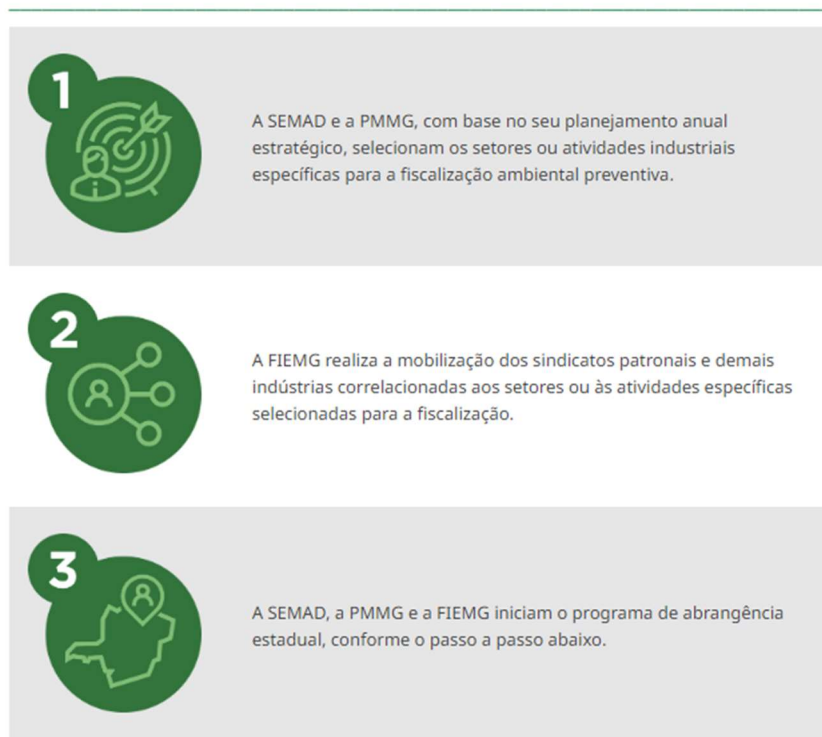 1
A SEMAD e a PMMG, com base no seu planejamento anual
estratégico, selecionam os setores ou atividades industriais
específicas para a fiscalização ambiental preventiva.
2
A FIEMG realiza a mobilização dos sindicatos patronais e demais
indústrias correlacionadas aos setores ou às atividades específicas
selecionadas para a fiscalização.
3
A SEMAD, a PMMG e a FIEMG iniciam o programa de abrangência
estadual, conforme o passo a passo abaixo.